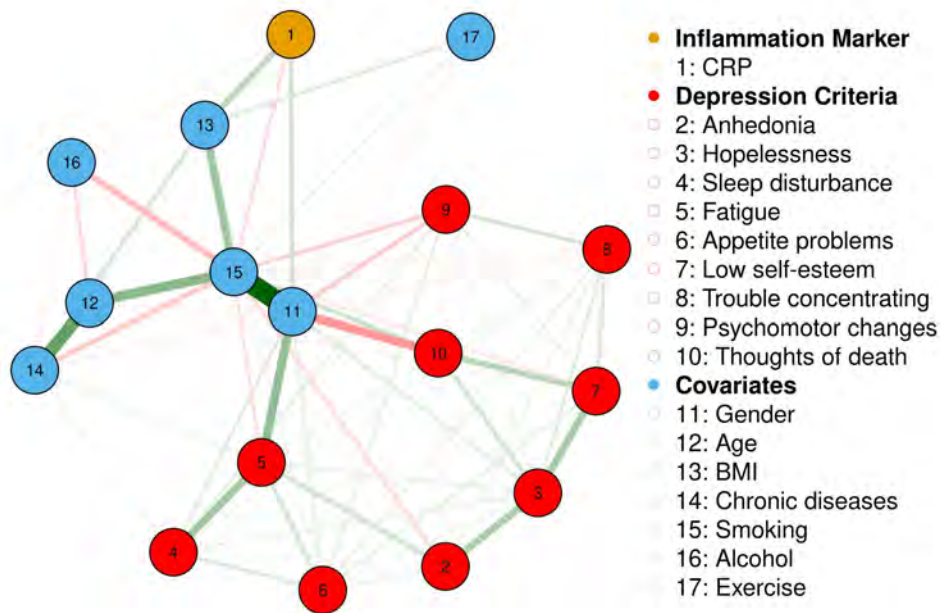 1
17
13
16
9
8
15
12
11
10
14
7
5
3
4
2
6
Inflammation Marker
1: CRP
Depression Criteria
2: Anhedonia
3: Hopelessness
4: Sleep disturbance
5: Fatigue
6: Appetite problems
7: Low self-esteem
8: Trouble concentrating
9: Psychomotor changes
10: Thoughts of death
Covariates
11: Gender
12: Age
13: BMI
14: Chronic diseases
15: Smoking
16: Alcohol
17: Exercise